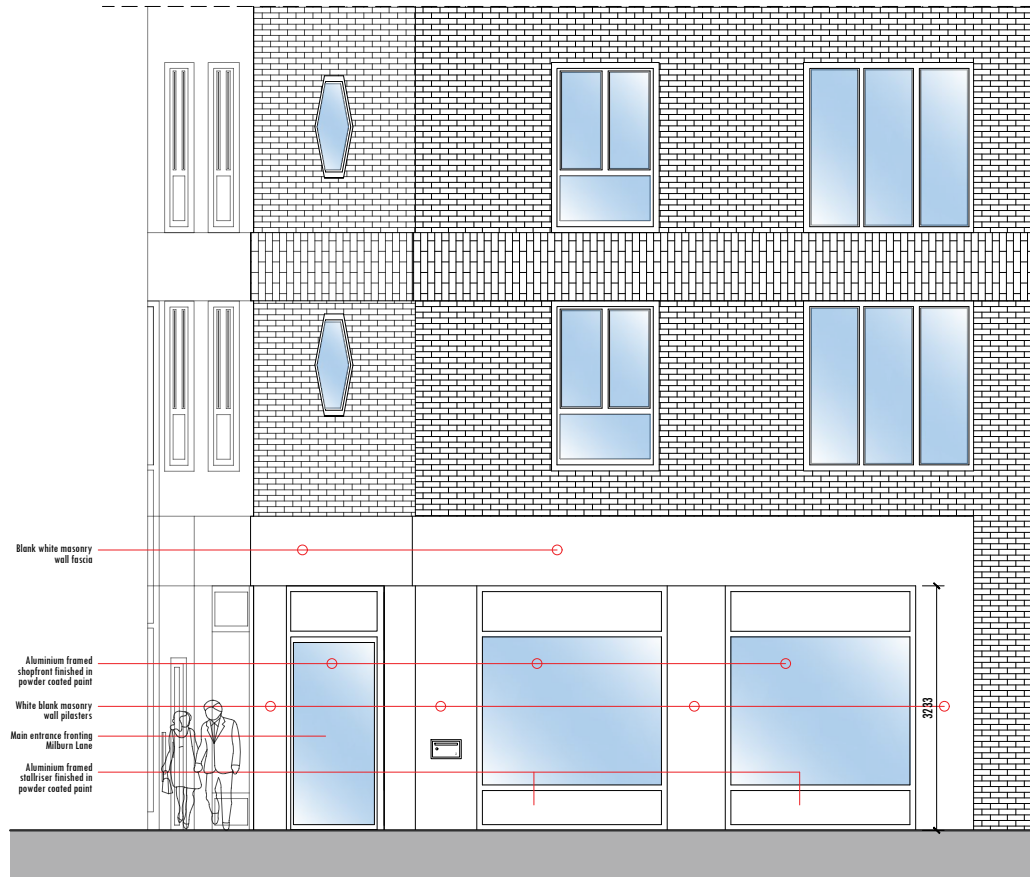 Blank white masonry
wall fascia
Aluminium framed
shopfront finished in
powder coated paint
White blank masonry
wall pilasters
Main entrance fronting
Milburn Lane
Aluminium framed
stallriser finished in
powder coated paint
3233